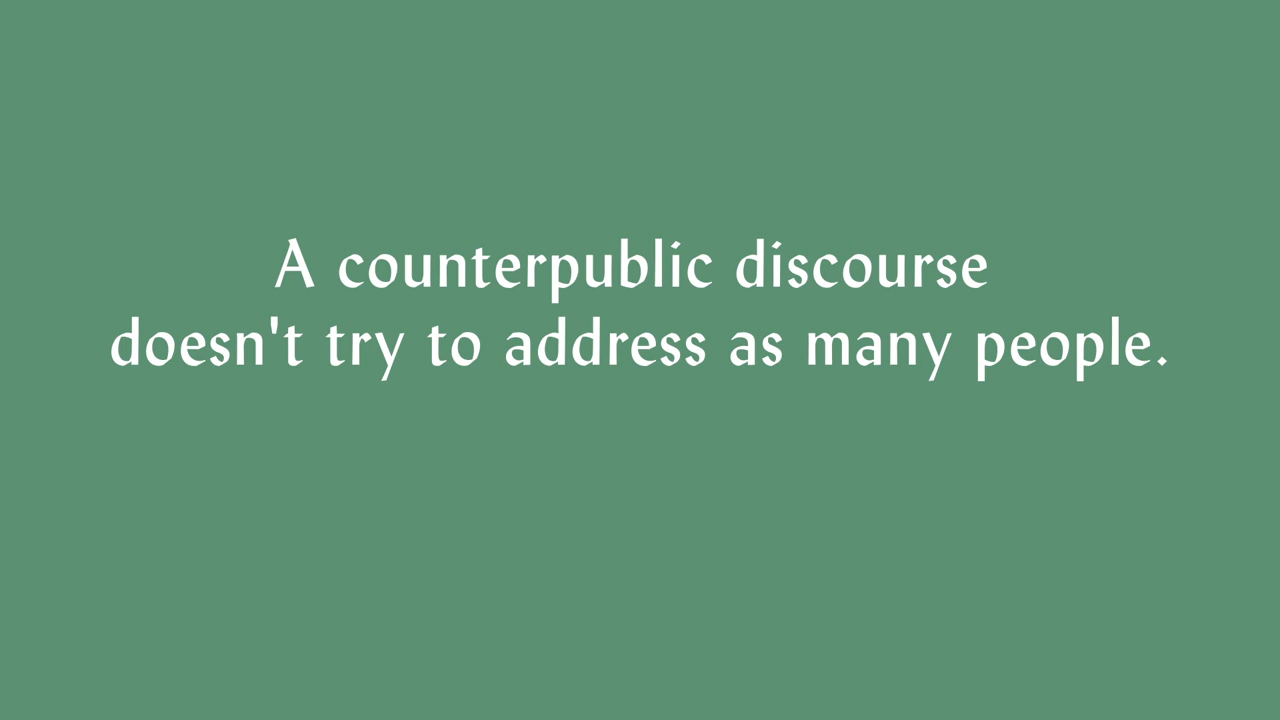 A counterpublic discourse
doesn't try to address as many people.